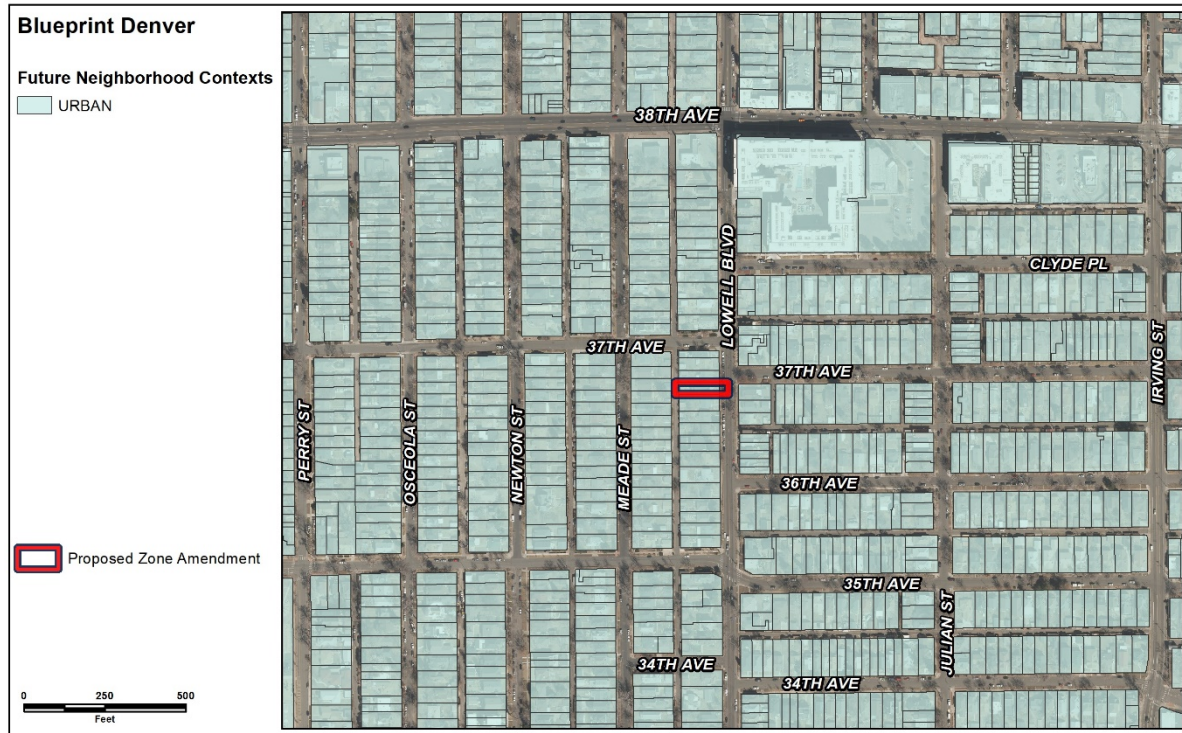 Blueprint Denver
Future Neighborhood Contexts
URBAN
Proposed Zone Amendment
0 250 500
Feet
38TH AVE
LOWELL BLVD
CLYDE PL
37TH AVE
37TH AVE
IRVING ST
PERRY ST
OSCEOLA ST
NEWTON ST
MEADE ST
36TH AVE
35TH AVE
JULIAN ST
34TH AVE
34TH AVE